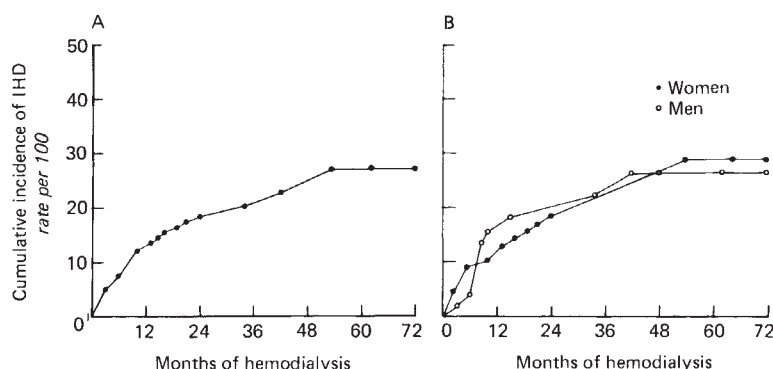 A
B
50
40
30
20
10
0
Cumulative incidence of IHD
rate per 100
12 24 36 48 60 72
Months of hemodialysis
• Women
○ Men
0 12 24 36 48 60 72
Months of hemodialysis